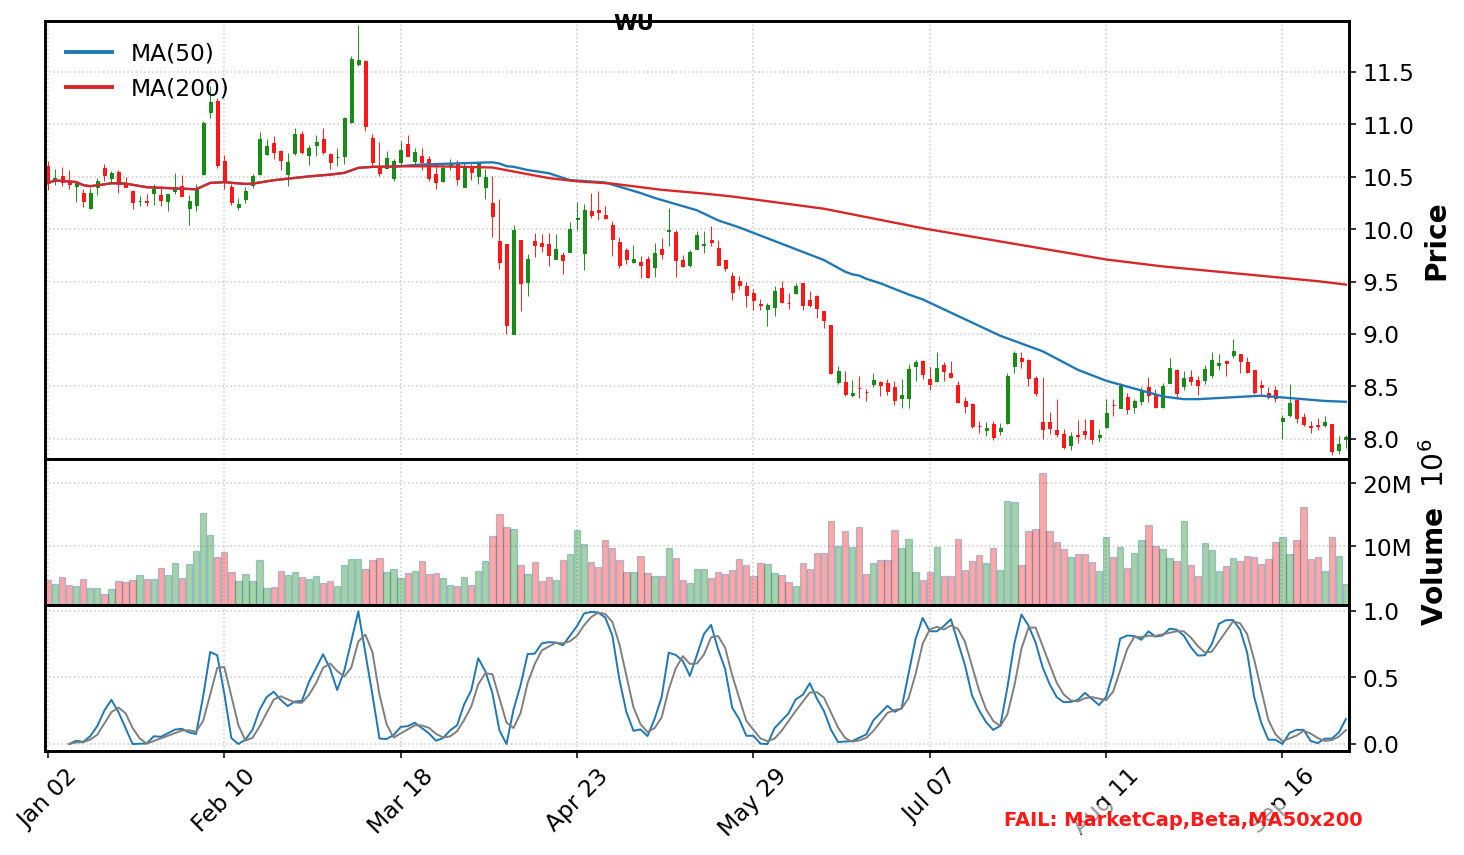 WU
MA(50)
MA(200)
11.5
11.0
10.5
10.0
9.5
9.0
8.5
8.0
Price
20M
10M
Volume 10^6
1.0
0.5
0.0
Jan 02
Feb 10
Mar 18
Apr 23
May 29
Jul 07
Aug 11
Sep 16
FAIL: MarketCap,Beta,MA50x200